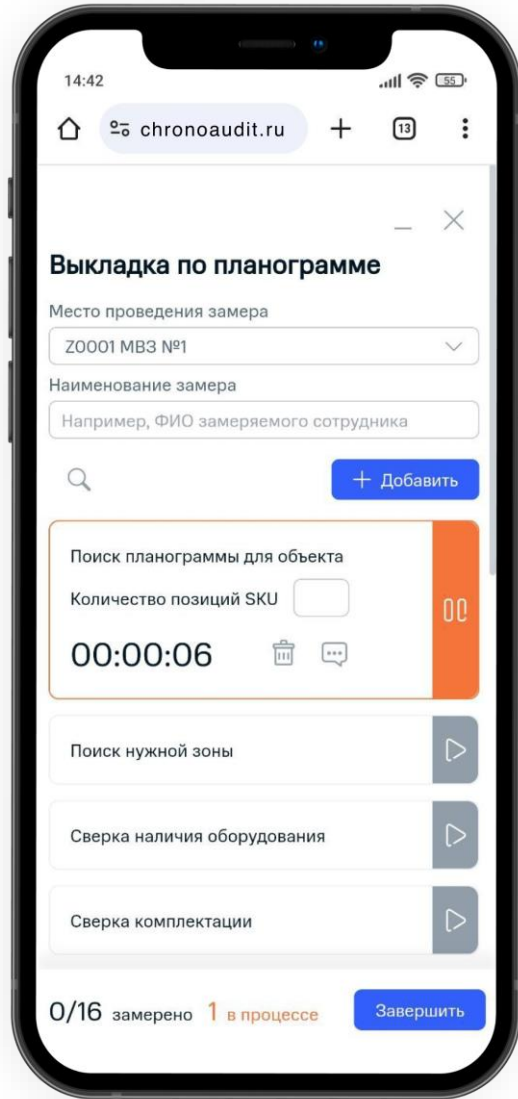 14:42
55
chronoaudit.ru
13
Выкладка по планограмме
Место проведения замера
Z0001 МВЗ №1
Наименование замера
Например, ФИО замеряемого сотрудника
+ Добавить
Поиск планограммы для объекта
Количество позиций SKU
00:00:06
Поиск нужной зоны
Сверка наличия оборудования
Сверка комплектации
0/16 замерено 1 в процессе
Завершить